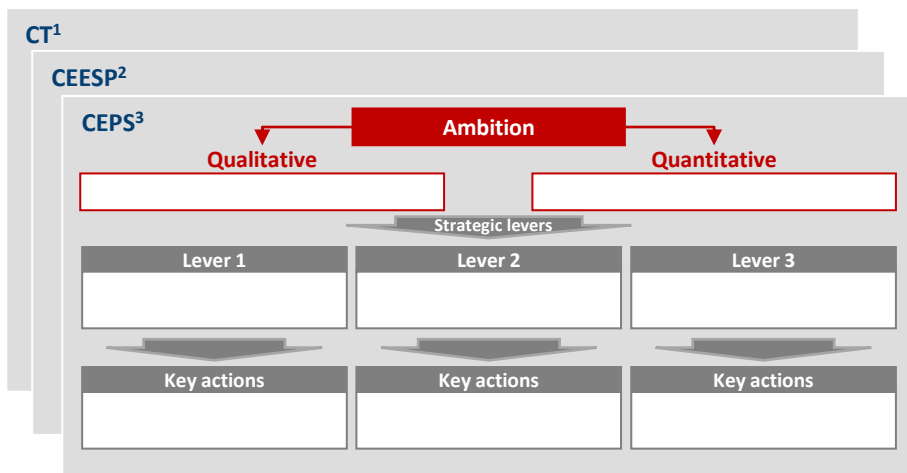 CT¹
CEESP²
CEPS³
Ambition
Qualitative Quantitative
Strategic levers
Lever 1 Lever 2 Lever 3
Key actions Key actions Key actions